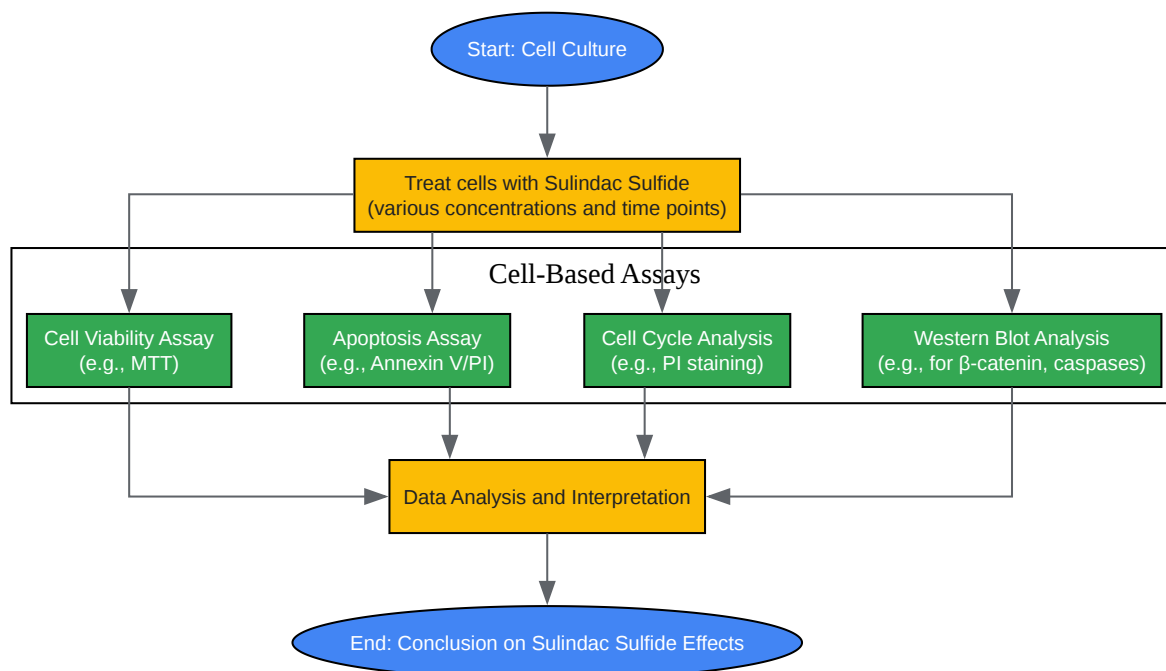 Start: Cell Culture
Treat cells with Sulindac Sulfide
(various concentrations and time points)
Cell-Based Assays
Cell Viability Assay
(e.g., MTT)
Apoptosis Assay
(e.g., Annexin V/PI)
Cell Cycle Analysis
(e.g., PI staining)
Western Blot Analysis
(e.g., for β-catenin, caspases)
Data Analysis and Interpretation
End: Conclusion on Sulindac Sulfide Effects